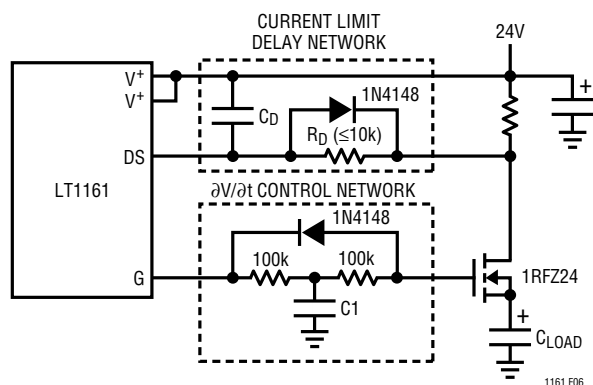 CURRENT LIMIT
DELAY NETWORK
24V
V+
V+
1N4148
+
CD
RD (≤10k)
DS
LT1161
∂V/∂t CONTROL NETWORK
1N4148
100k
100k
G
1RFZ24
C1
+
CLOAD
1161 F06